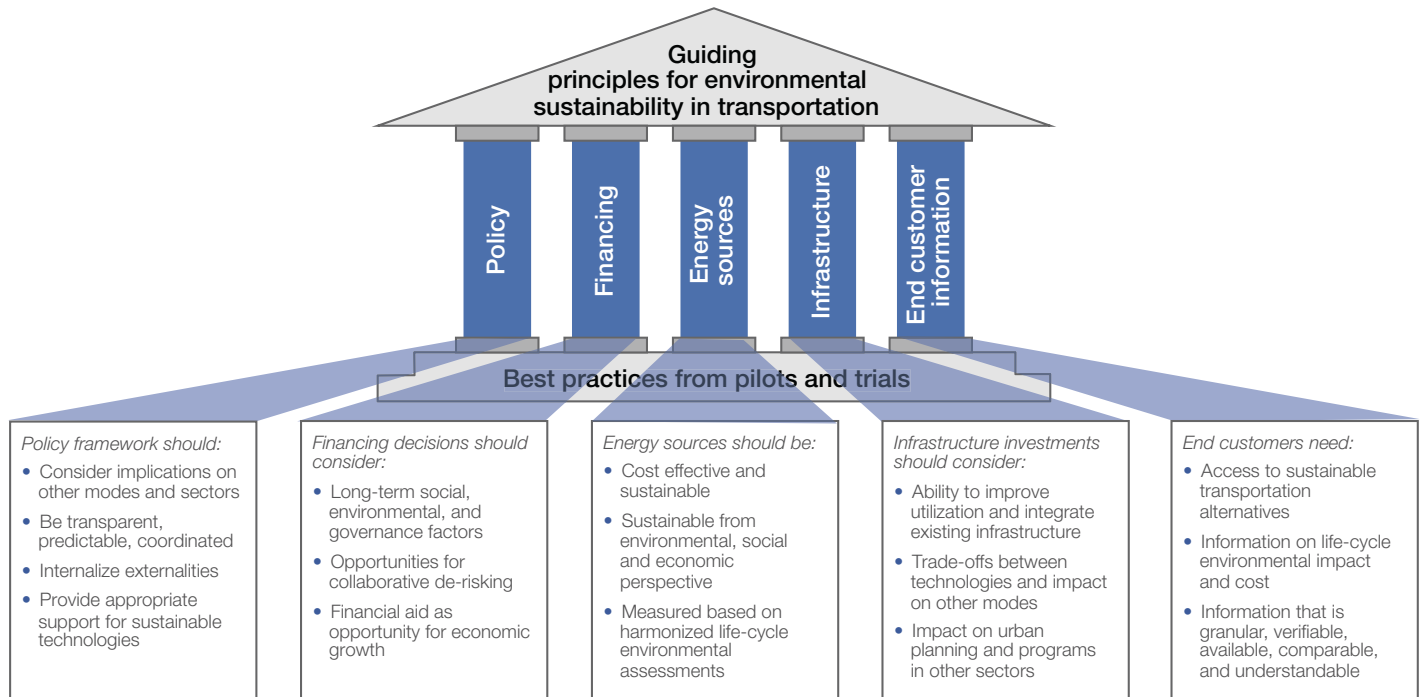 Guiding
principles for environmental
sustainability in transportation
Policy
Financing
Energy
sources
Infrastructure
End customer
information
Best practices from pilots and trials
Policy framework should:
• Consider implications on
other modes and sectors
• Be transparent,
predictable, coordinated
• Internalize externalities
• Provide appropriate
support for sustainable
technologies
Financing decisions should
consider:
• Long-term social,
environmental, and
governance factors
• Opportunities for
collaborative de-risking
• Financial aid as
opportunity for economic
growth
Energy sources should be:
• Cost effective and
sustainable
• Sustainable from
environmental, social
and economic
perspective
• Measured based on
harmonized life-cycle
environmental
assessments
Infrastructure investments
should consider:
• Ability to improve
utilization and integrate
existing infrastructure
• Trade-offs between
technologies and impact
on other modes
• Impact on urban
planning and programs
in other sectors
End customers need:
• Access to sustainable
transportation
alternatives
• Information on life-cycle
environmental impact
and cost
• Information that is
granular, verifiable,
available, comparable,
and understandable